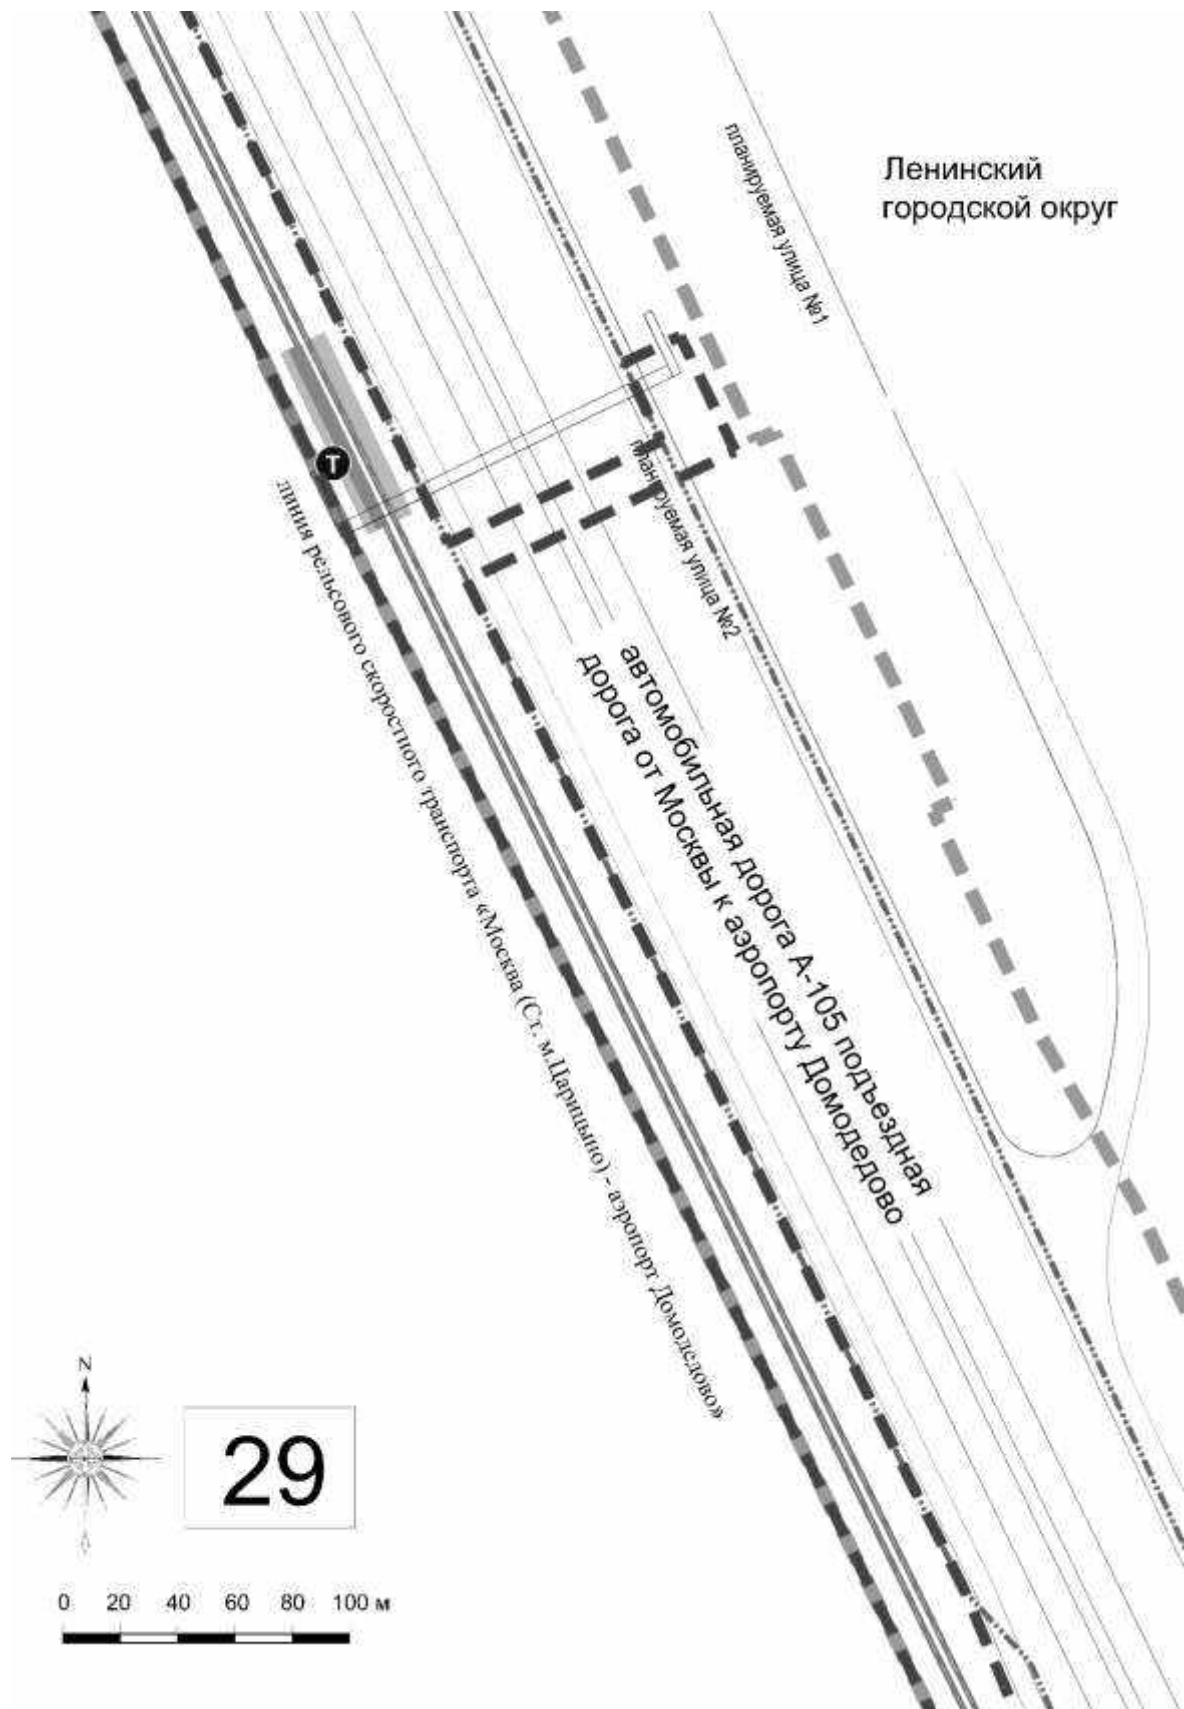 Ленинский
городской округ
планируемая улица №1
Т
планируемая улица №2
линия рельсового скоростного транспорта «Москва (Ст. м.Царицыно) - аэропорт Домодедово»
автомобильная дорога А-105 подъездная
дорога от Москвы к аэропорту Домодедово
N
29
0 20 40 60 80 100 м